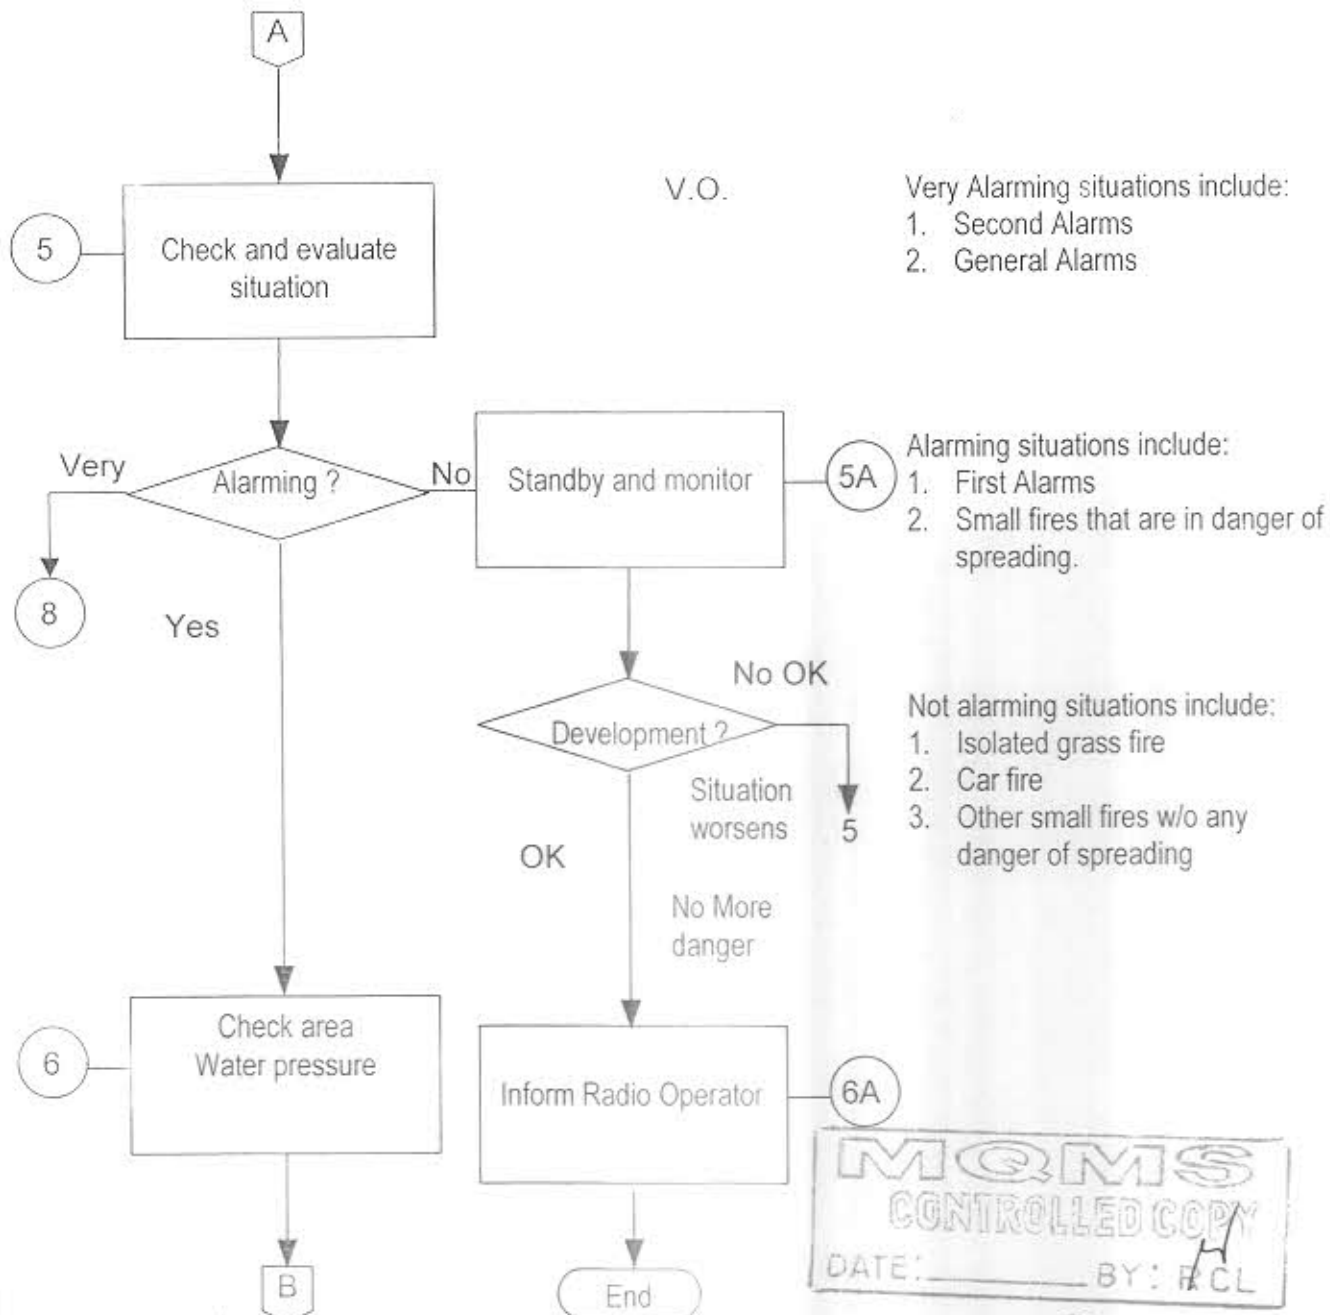 A
V.O.
Very Alarming situations include:
1. Second Alarms
2. General Alarms
5
Check and evaluate
situation
Very
Alarming ?
No
Standby and monitor
5A
Alarming situations include:
1. First Alarms
2. Small fires that are in danger of
spreading.
8
Yes
No OK
Development ?
Situation
worsens
5
Not alarming situations include:
1. Isolated grass fire
2. Car fire
3. Other small fires w/o any
danger of spreading
OK
No More
danger
6
Check area
Water pressure
Inform Radio Operator
6A
B
End
MQMS
CONTROLLED COPY
DATE:________ BY: RCL